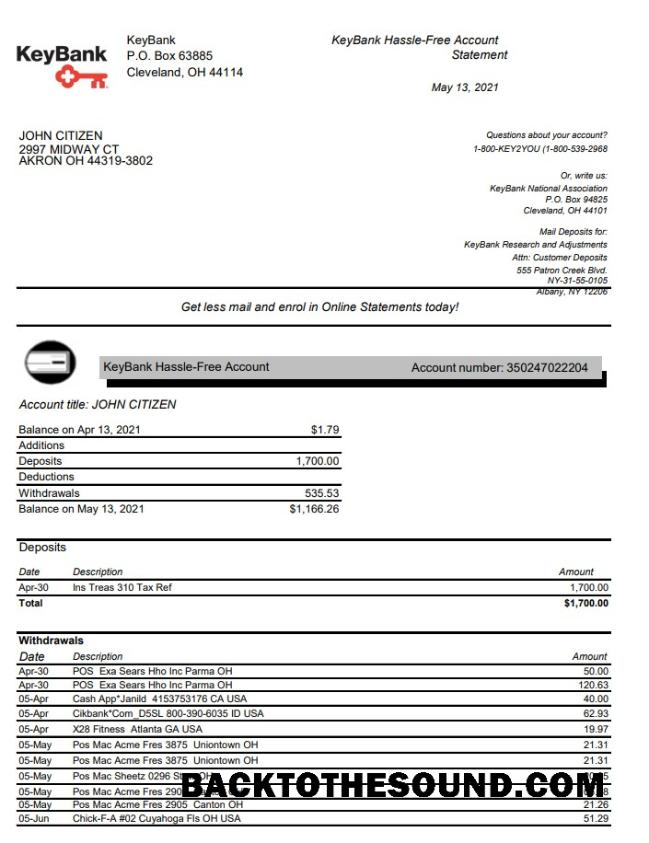 KeyBank
KeyBank
P.O. Box 63885
Cleveland, OH 44114
KeyBank Hassle-Free Account
Statement
May 13, 2021
JOHN CITIZEN
2997 MIDWAY CT
AKRON OH 44319-3802
Questions about your account?
1-800-KEY2YOU (1-800-539-2968
Or, write us:
KeyBank National Association
P.O. Box 94825
Cleveland, OH 44101
Mail Deposits for:
KeyBank Research and Adjustments
Attn: Customer Deposits
555 Patron Creek Blvd.
NY-31-55-0105
Albany, NY 12206
Get less mail and enrol in Online Statements today!
KeyBank Hassle-Free Account Account number: 350247022204
Account title: JOHN CITIZEN
Balance on Apr 13, 2021 $1.79
Additions
Deposits 1,700.00
Deductions
Withdrawals 535.53
Balance on May 13, 2021 $1,166.26
Deposits
Date Description Amount
Apr-30 Ins Treas 310 Tax Ref 1,700.00
Total $1,700.00
Withdrawals
Date Description Amount
Apr-30 POS Exa Sears Hho Inc Parma OH 50.00
Apr-30 POS Exa Sears Hho Inc Parma OH 120.63
05-Apr Cash App*Janild 4153753176 CA USA 40.00
05-Apr Cikbank*Com_D5SL 800-390-6035 ID USA 62.93
05-Apr X28 Fitness Atlanta GA USA 19.97
05-May Pos Mac Acme Fres 3875 Uniontown OH 21.31
05-May Pos Mac Acme Fres 3875 Uniontown OH 21.31
05-May Pos Mac Sheetz 0296
BACKTOTHESOUND.COM
05-May Pos Mac Acme Fres
05-May Pos Mac Acme Fres 2905 Canton OH 21.26
05-Jun Chick-F-A #02 Cuyahoga Fls OH USA 51.29